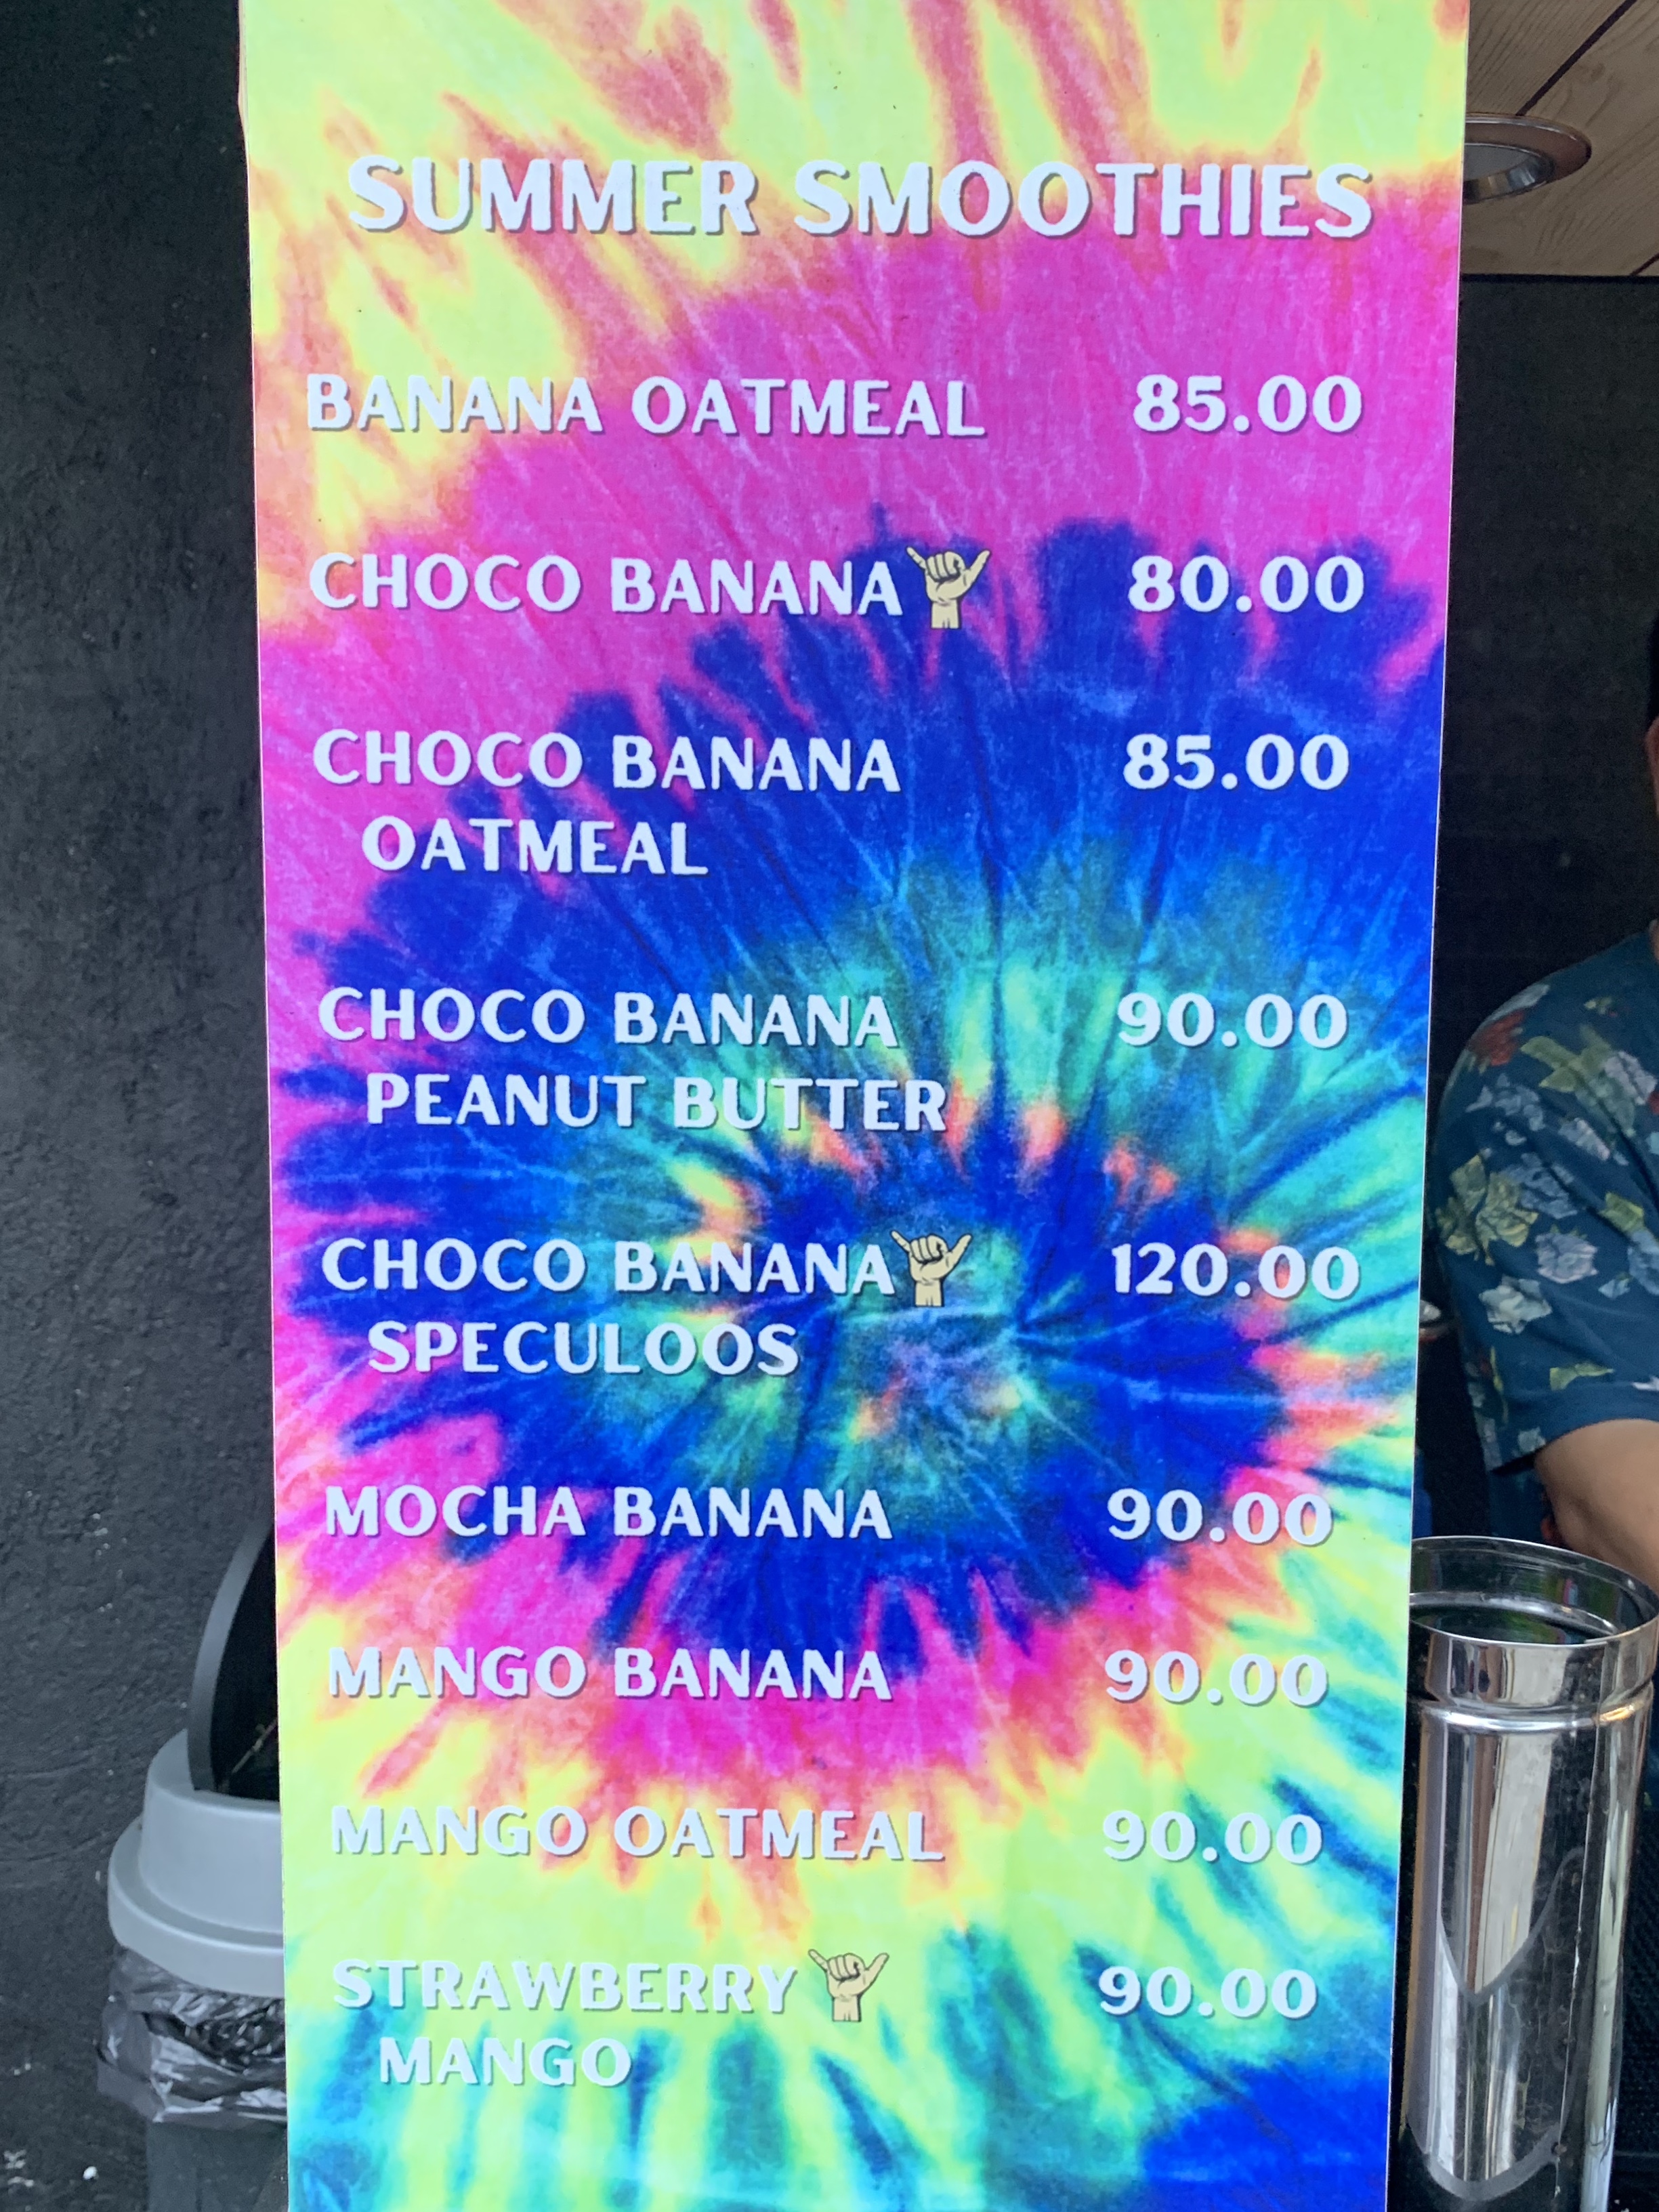 SUMMER SMOOTHIES
BANANA OATMEAL 85.00
CHOCO BANANA 80.00
CHOCO BANANA 85.00
OATMEAL
CHOCO BANANA 90.00
PEANUT BUTTER
CHOCO BANANA 120.00
SPECULOOS
MOCHA BANANA 90.00
MANGO BANANA 90.00
MANGO OATMEAL 90.00
STRAWBERRY 90.00
MANGO